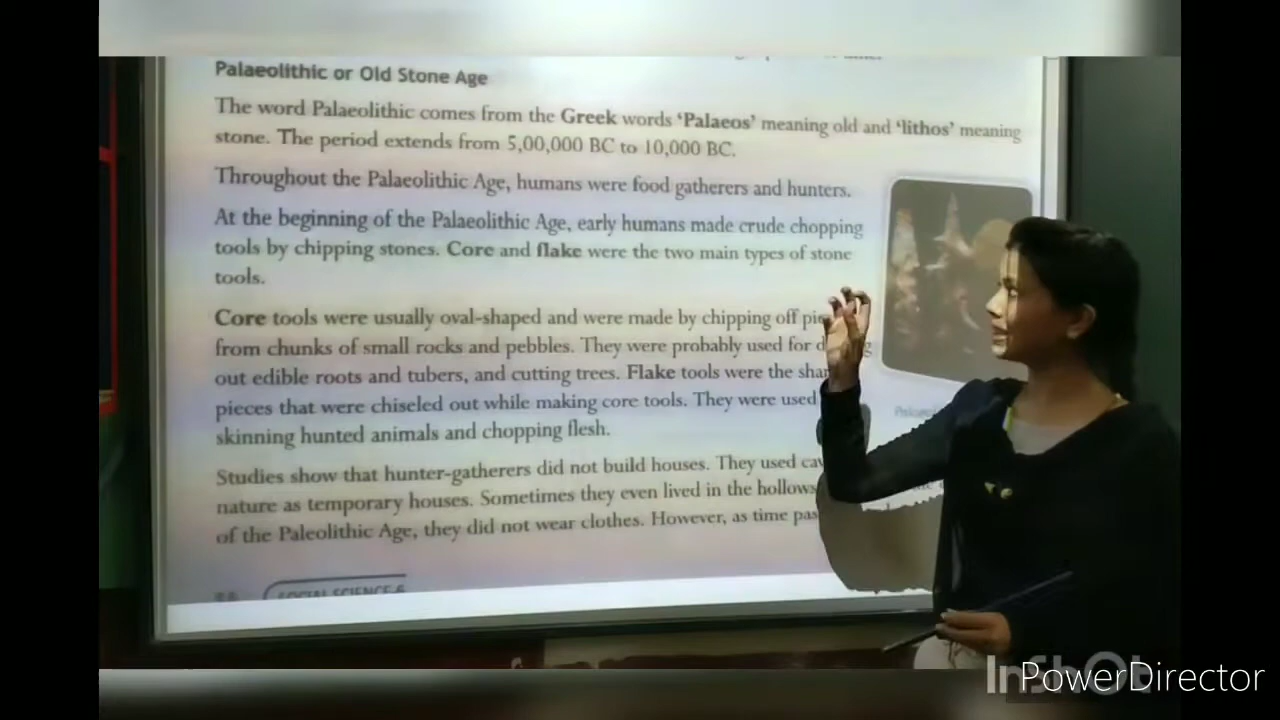 Palaeolithic or Old Stone Age
The word Palaeolithic comes from the Greek words ‘Palaeos’ meaning old and ‘lithos’ meaning
stone. The period extends from 5,00,000 BC to 10,000 BC.
Throughout the Palaeolithic Age, humans were food gatherers and hunters.
At the beginning of the Palaeolithic Age, early humans made crude chopping
tools by chipping stones. Core and flake were the two main types of stone
tools.
Core tools were usually oval-shaped and were made by chipping off
from chunks of small rocks and pebbles. They were probably used for
out edible roots and tubers, and cutting trees. Flake tools were the
pieces that were chiseled out while making core tools. They were used
skinning hunted animals and chopping flesh.
Studies show that hunter-gatherers did not build houses. They used
nature as temporary houses. Sometimes they even lived in the hollows
of the Paleolithic Age, they did not wear clothes. However, as time
SOCIAL SCIENCE-6
InShOt
PowerDirector